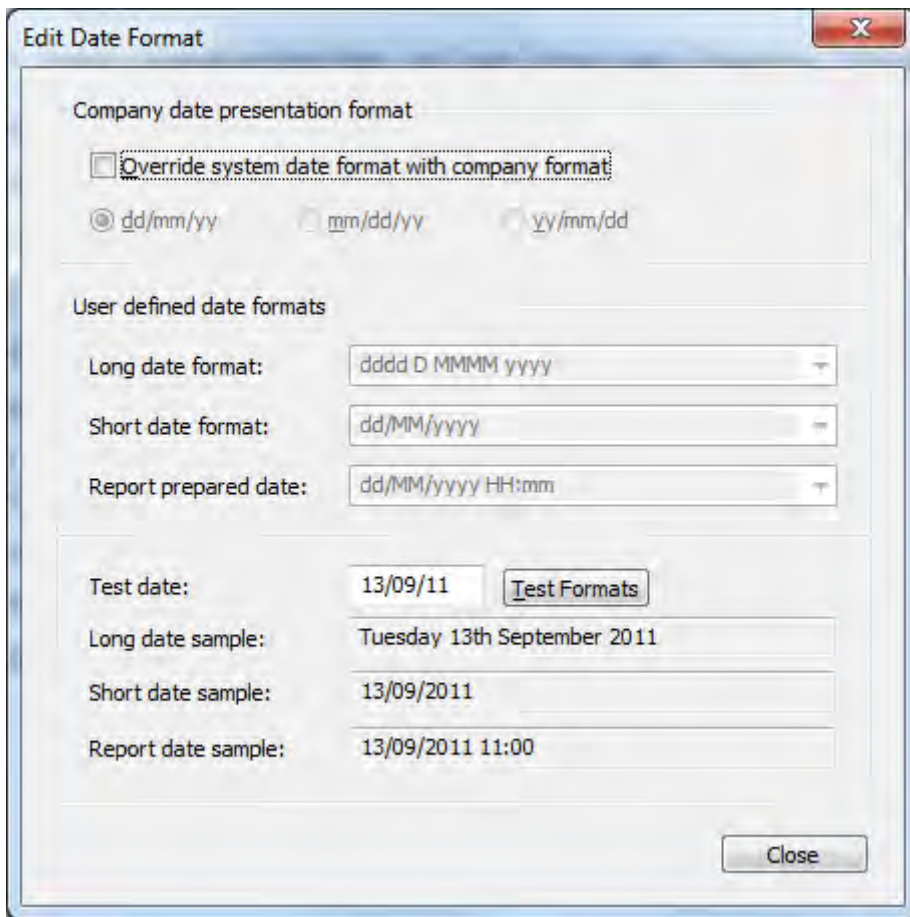 Edit Date Format
Company date presentation format
Override system date format with company format
dd/mm/yy mm/dd/yy yy/mm/dd
User defined date formats
Long date format: dddd D MMMM yyyy
Short date format: dd/MM/yyyy
Report prepared date: dd/MM/yyyy HH:mm
Test date: 13/09/11 Test Formats
Long date sample: Tuesday 13th September 2011
Short date sample: 13/09/2011
Report date sample: 13/09/2011 11:00
Close